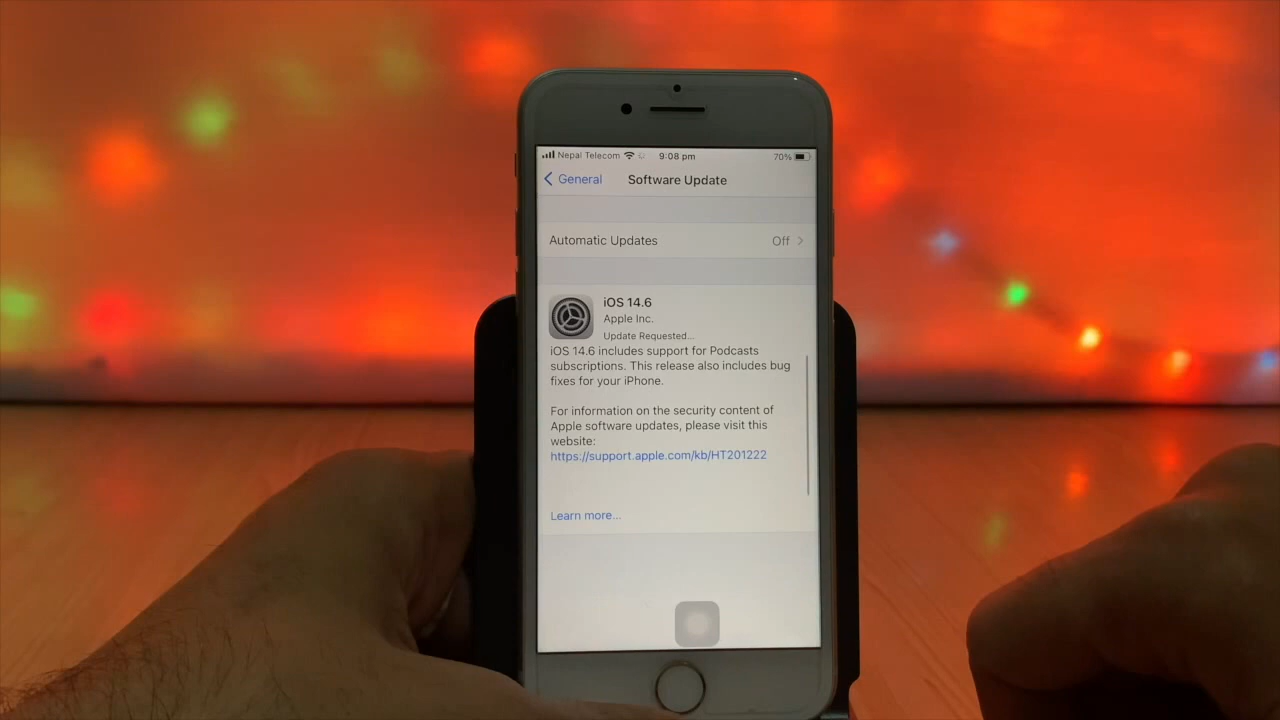 Nepal Telecom 9:08 pm 70%
General Software Update
Automatic Updates Off
iOS 14.6
Apple Inc.
Update Requested...
iOS 14.6 includes support for Podcasts
subscriptions. This release also includes bug
fixes for your iPhone.
For information on the security content of
Apple software updates, please visit this
website:
https://support.apple.com/kb/HT201222
Learn more...